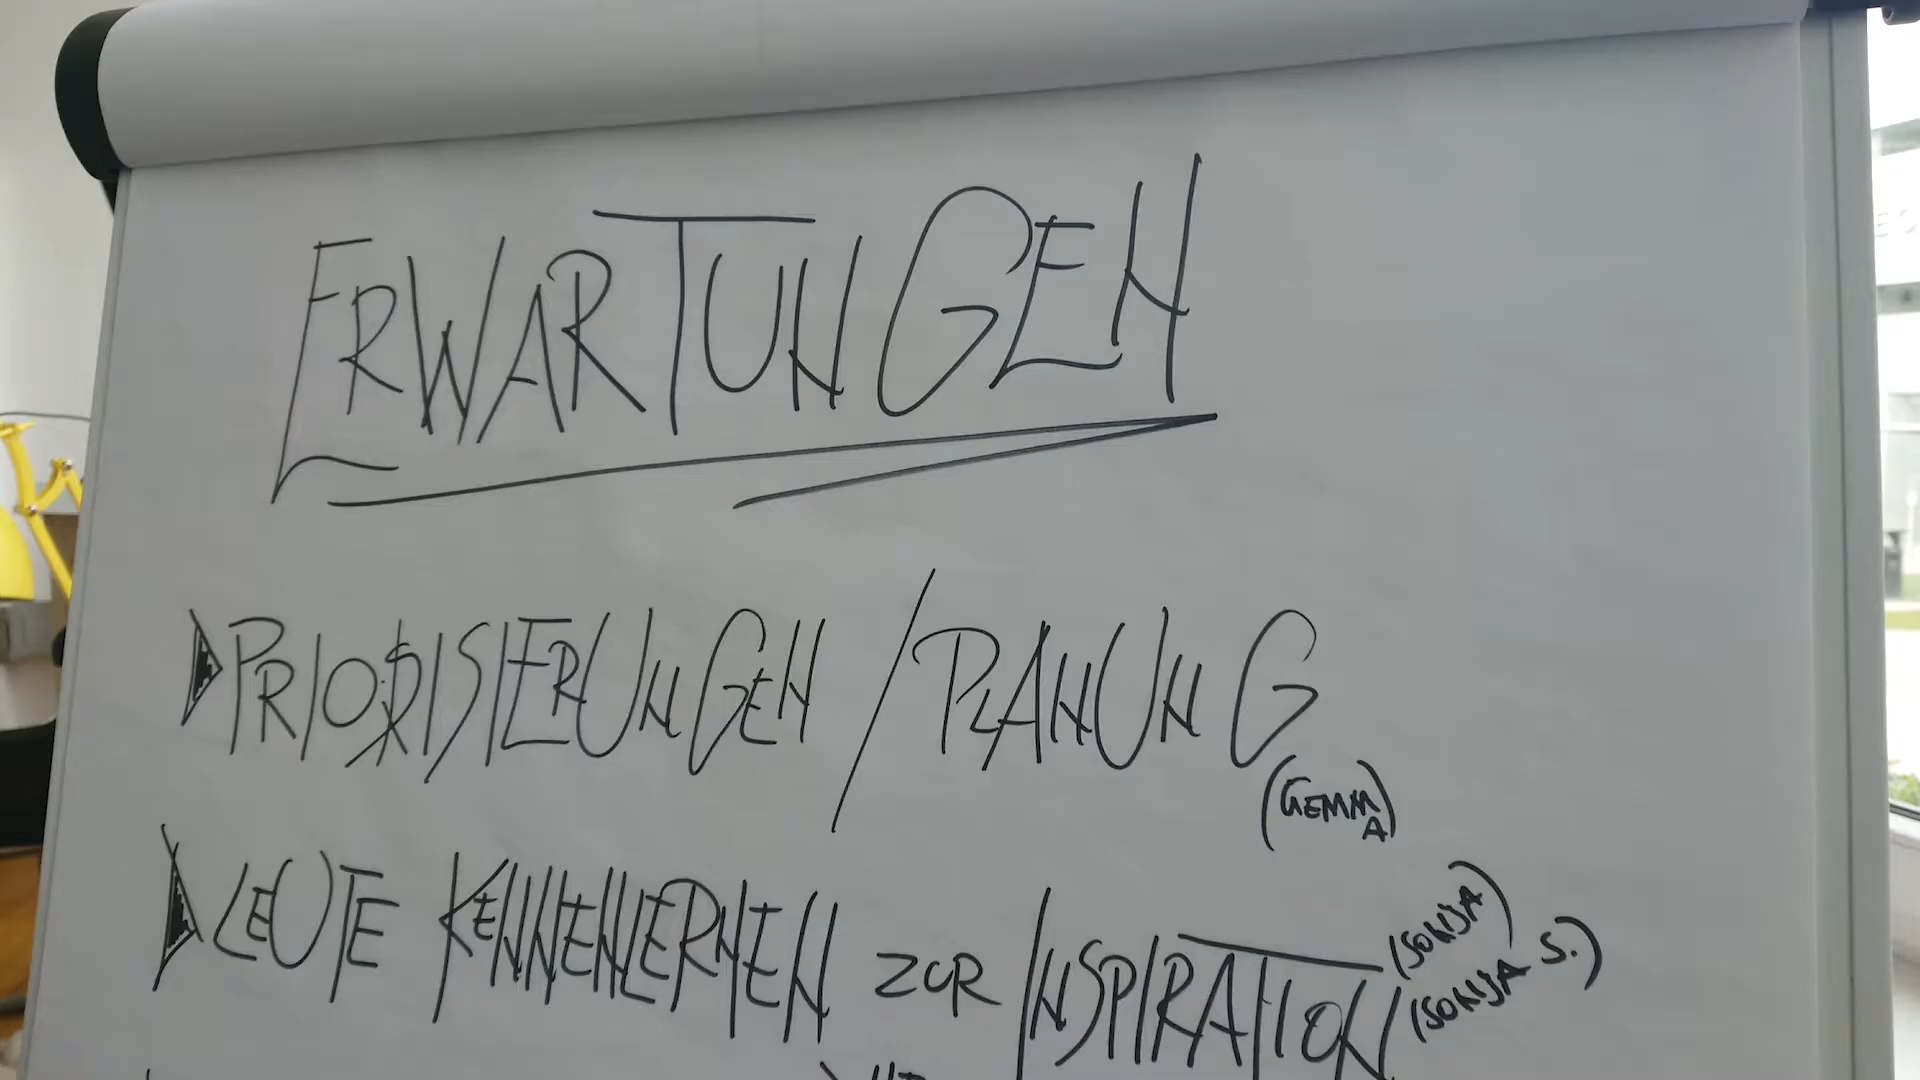 ERWARTUNGEN
PRIORISIERUNGEN / PLANUNG
(GEMMA)
LEUTE KENNENLERNEN ZUR INSPIRATION
(SONJA)
(SONJA S.)